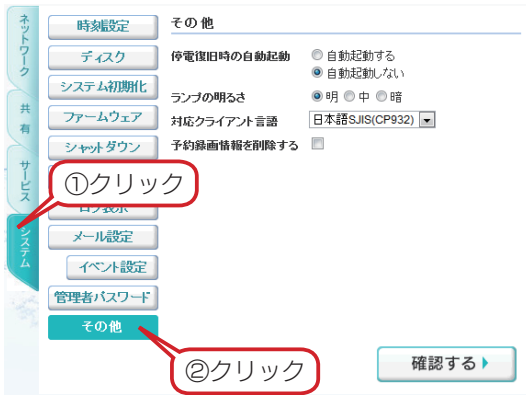 ネットワーク
共有
サービス
システム
時刻設定
ディスク
システム初期化
ファームウェア
シャットダウン
ログ表示
メール設定
イベント設定
管理者パスワード
その他
その他
停電復旧時の自動起動
自動起動する
自動起動しない
ランプの明るさ
明 中 暗
対応クライアント言語
日本語SJIS(CP932)
予約録画情報を削除する
①クリック
②クリック
確認する